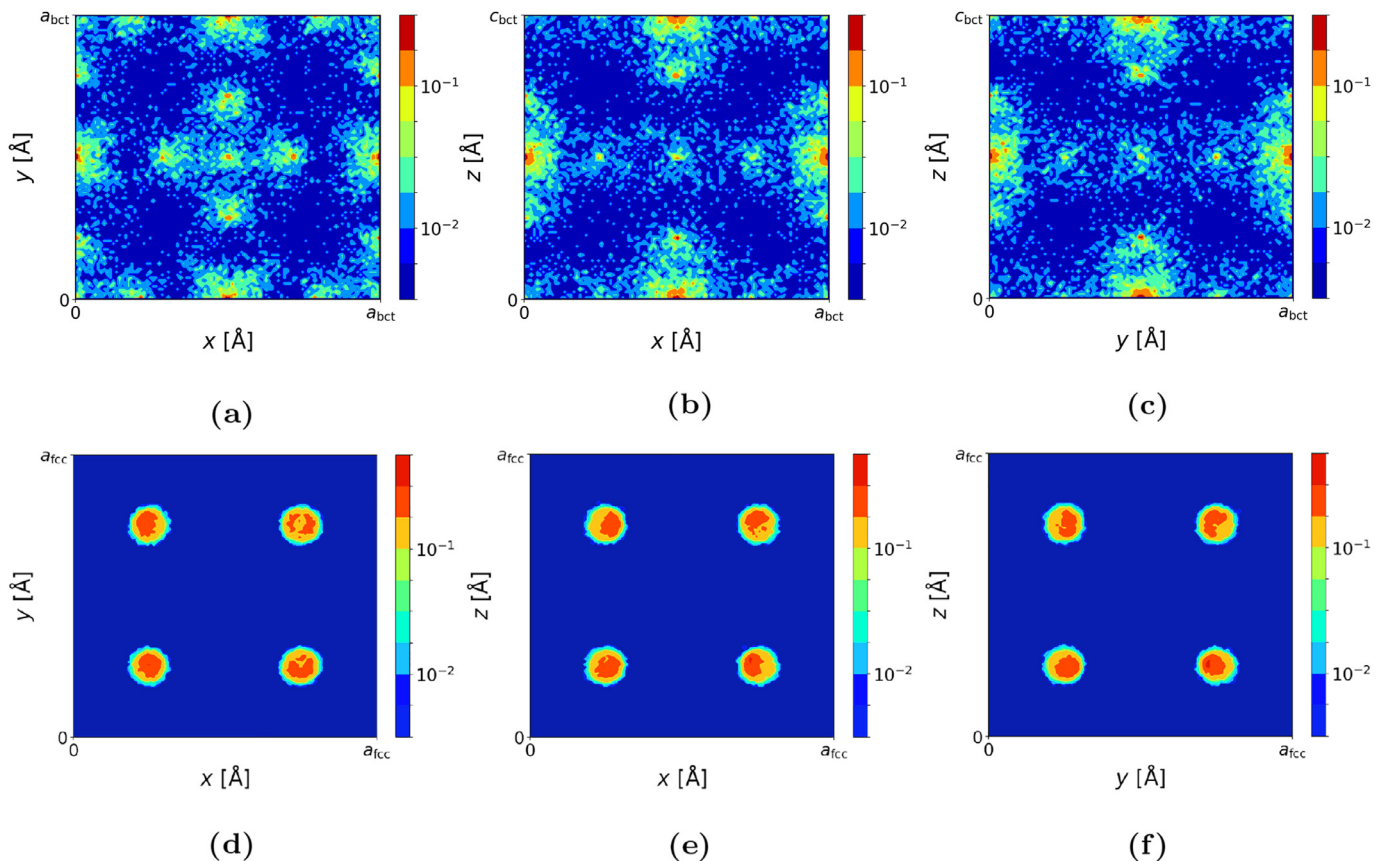 a_bct
y [Å]
0
0
a_bct
x [Å]
10⁻¹
10⁻²
(a)
c_bct
z [Å]
0
0
a_bct
x [Å]
10⁻¹
10⁻²
(b)
c_bct
z [Å]
0
0
a_bct
y [Å]
10⁻¹
10⁻²
(c)
a_fcc
y [Å]
0
0
a_fcc
x [Å]
10⁻¹
10⁻²
(d)
a_fcc
z [Å]
0
0
a_fcc
x [Å]
10⁻¹
10⁻²
(e)
a_fcc
z [Å]
0
0
a_fcc
y [Å]
10⁻¹
10⁻²
(f)